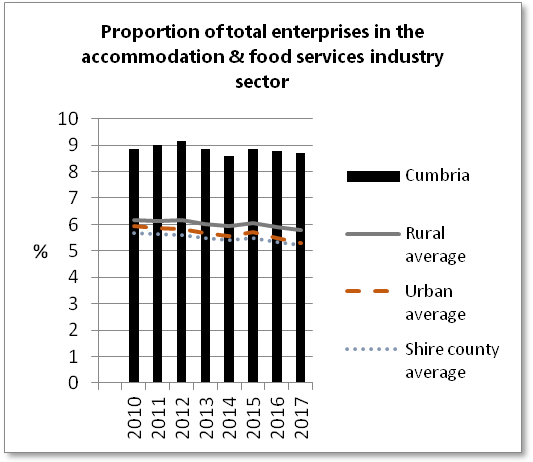 Proportion of total enterprises in the
accommodation & food services industry
sector
10
9
8
7
6
5
4
3
2
1
0
%
2010
2011
2012
2013
2014
2015
2016
2017
Cumbria
Rural
average
Urban
average
Shire county
average